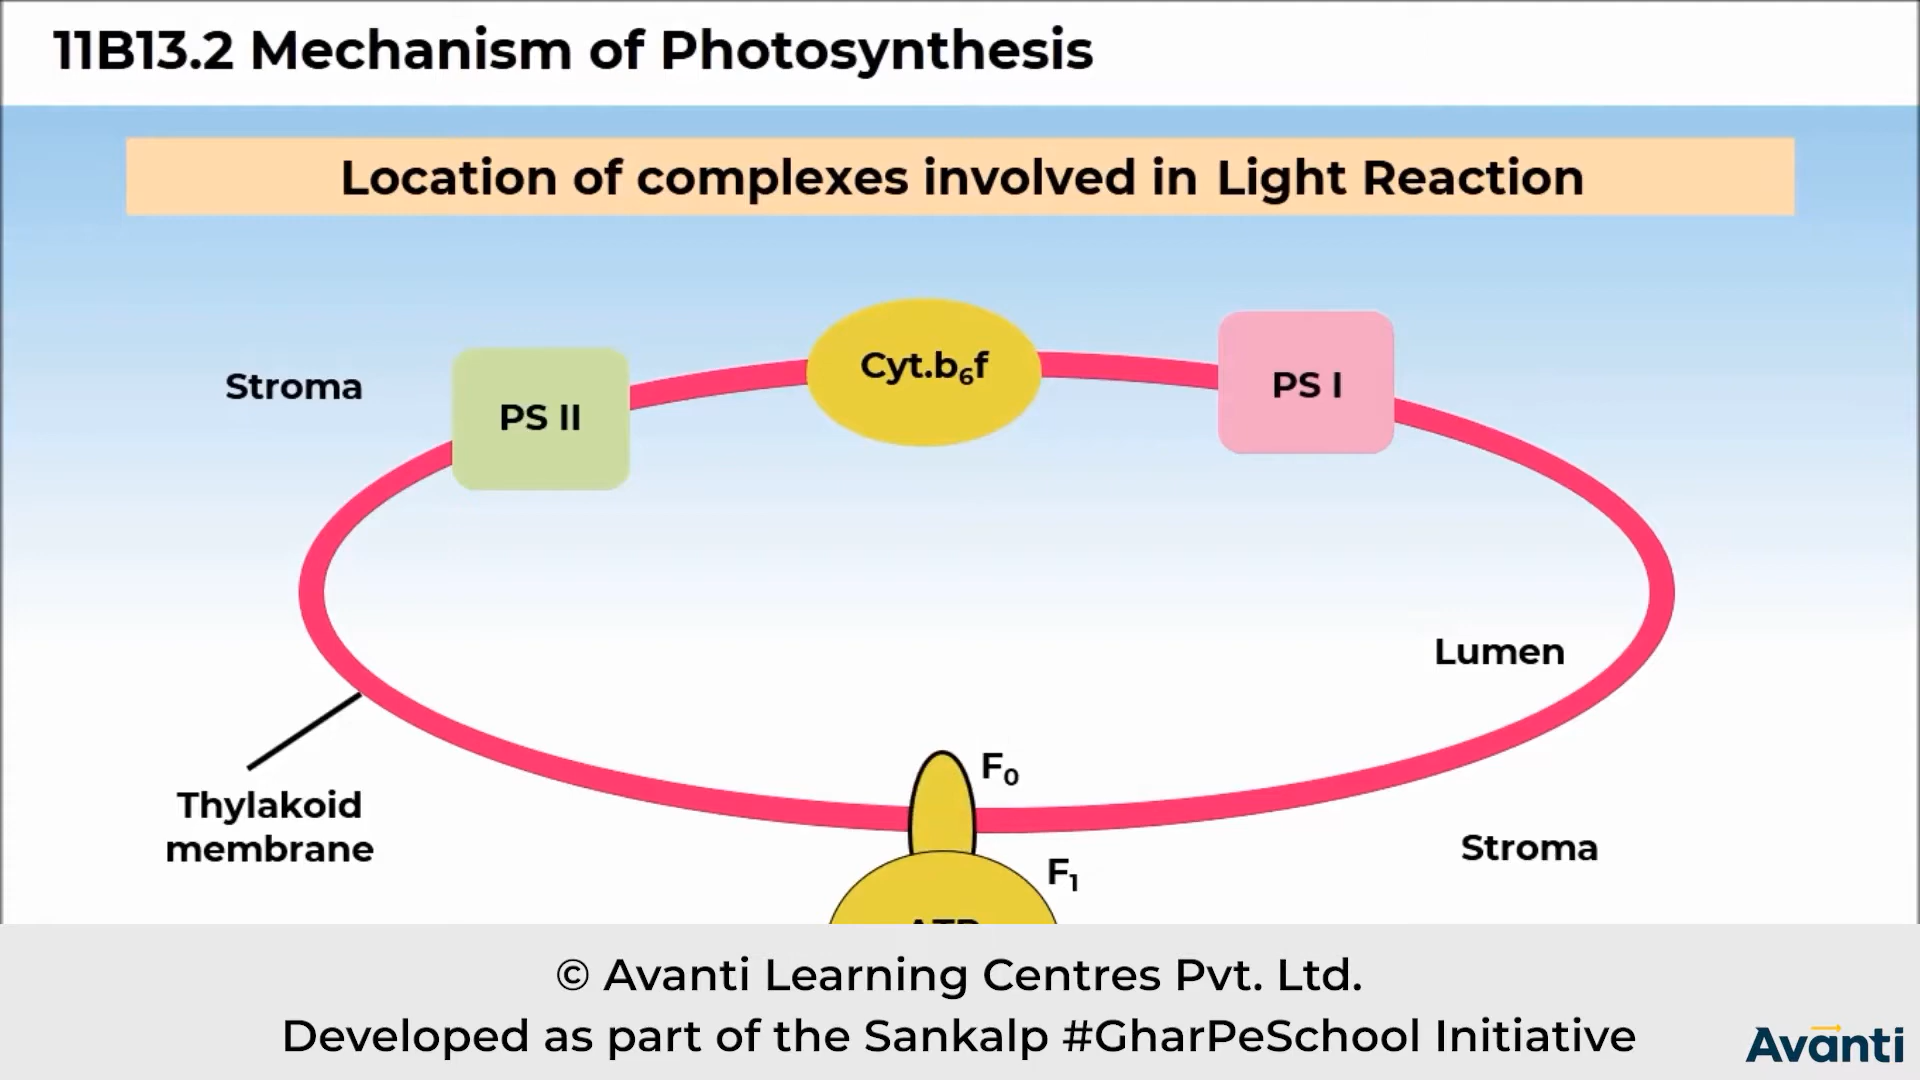 11B13.2 Mechanism of Photosynthesis
Location of complexes involved in Light Reaction
Stroma
PS II
Cyt.b₆f
PS I
Lumen
Thylakoid
membrane
F₀
F₁
Stroma
© Avanti Learning Centres Pvt. Ltd.
Developed as part of the Sankalp #GharPeSchool Initiative
Avanti